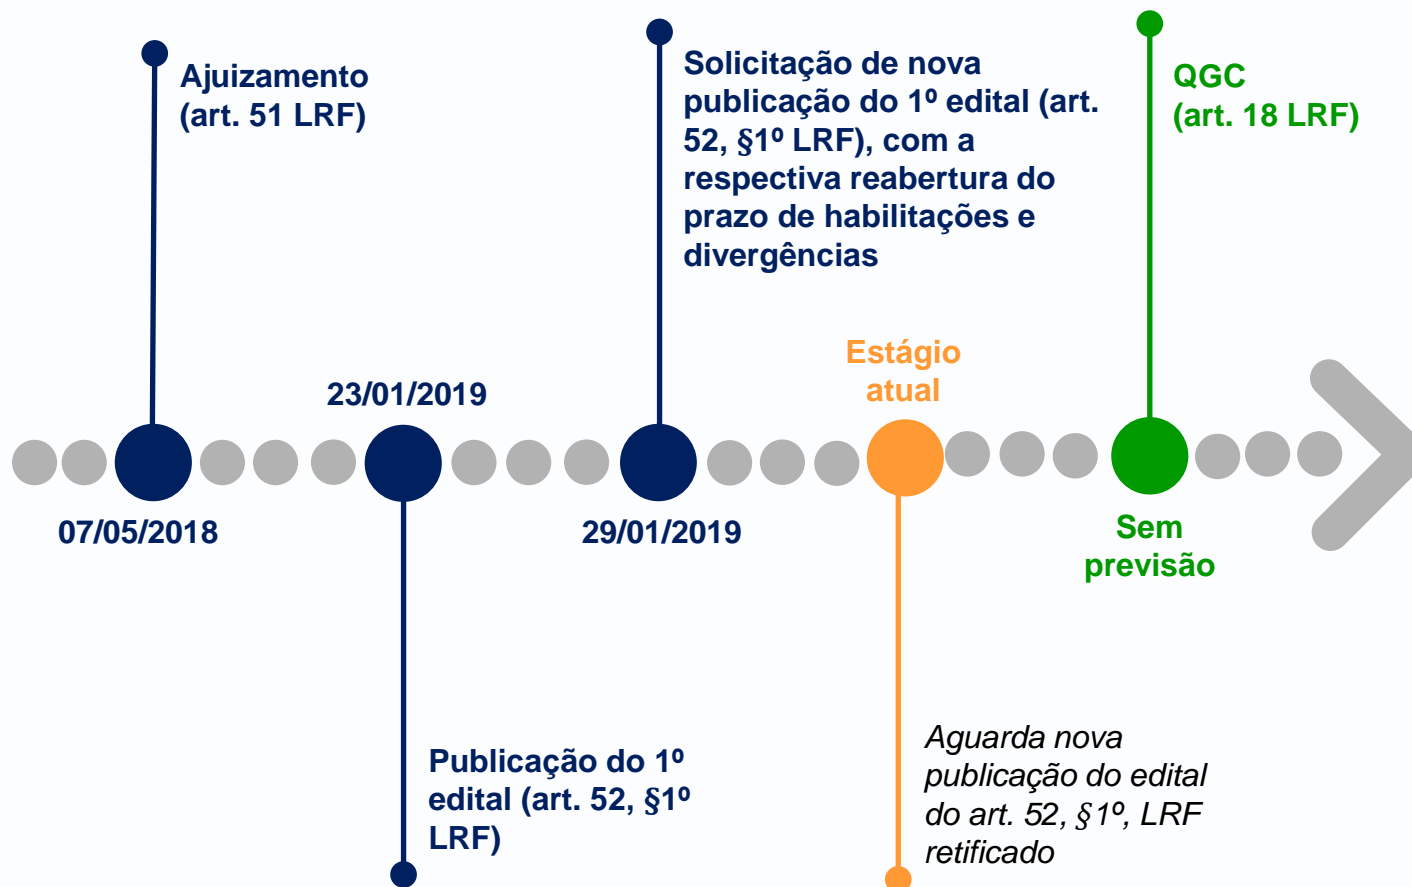 Ajuizamento
(art. 51 LRF)
07/05/2018
23/01/2019
Publicação do 1º
edital (art. 52, §1º
LRF)
Solicitação de nova
publicação do 1º edital (art.
52, §1º LRF), com a
respectiva reabertura do
prazo de habilitações e
divergências
29/01/2019
Estágio
atual
Aguarda nova
publicação do edital
do art. 52, §1º, LRF
retificado
QGC
(art. 18 LRF)
Sem
previsão